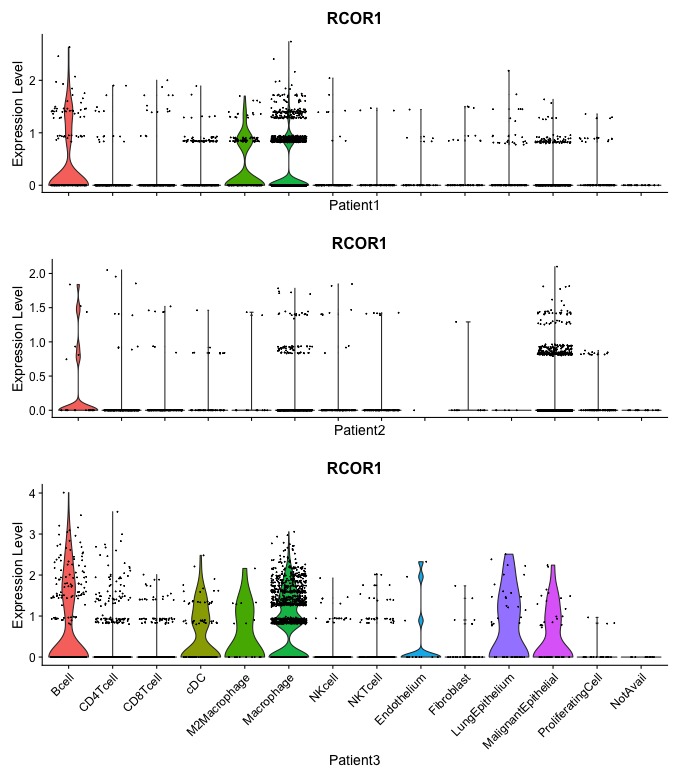 RCOR1
Expression Level
2
1
0
Patient1
RCOR1
Expression Level
2.0
1.5
1.0
0.5
0.0
Patient2
RCOR1
Expression Level
4
3
2
1
0
Bcell
CD4Tcell
CD8Tcell
cDC
M2Macrophage
Macrophage
NKcell
NKTcell
Endothelium
Fibroblast
LungEpithelium
MalignantEpithelial
ProliferatingCell
NotAvail
Patient3